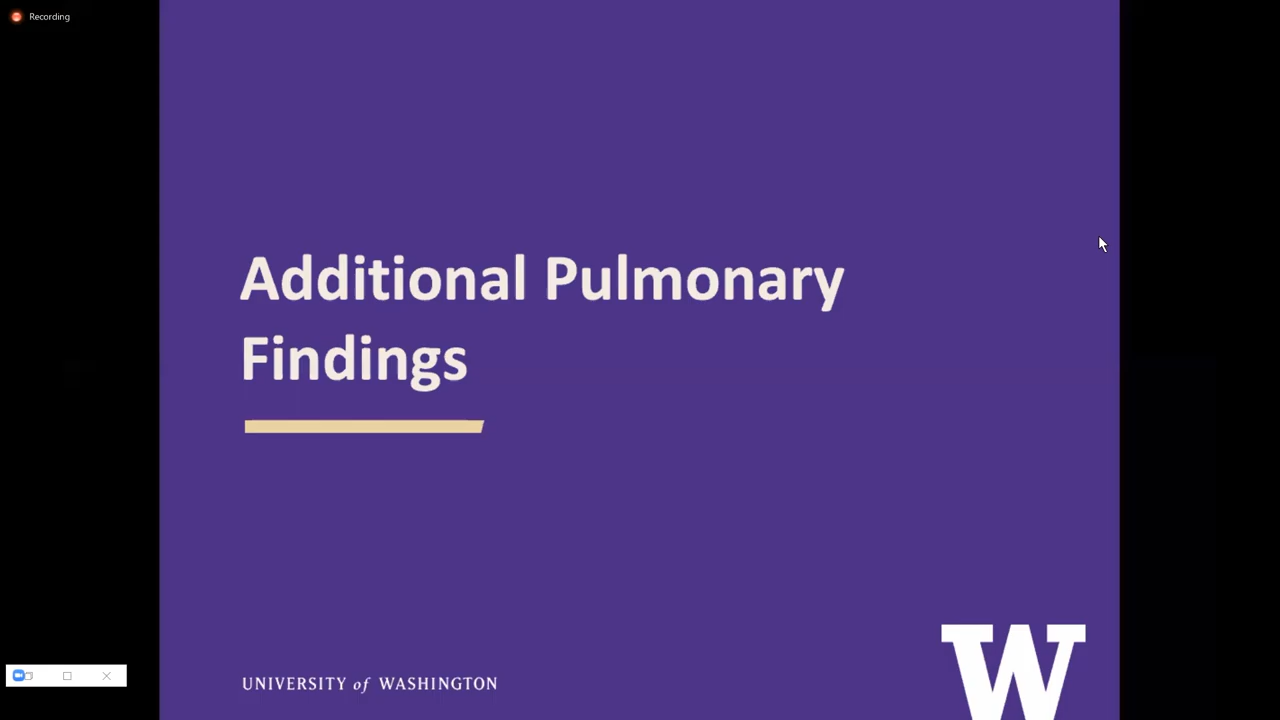 Recording
Additional Pulmonary
Findings
UNIVERSITY of WASHINGTON
W